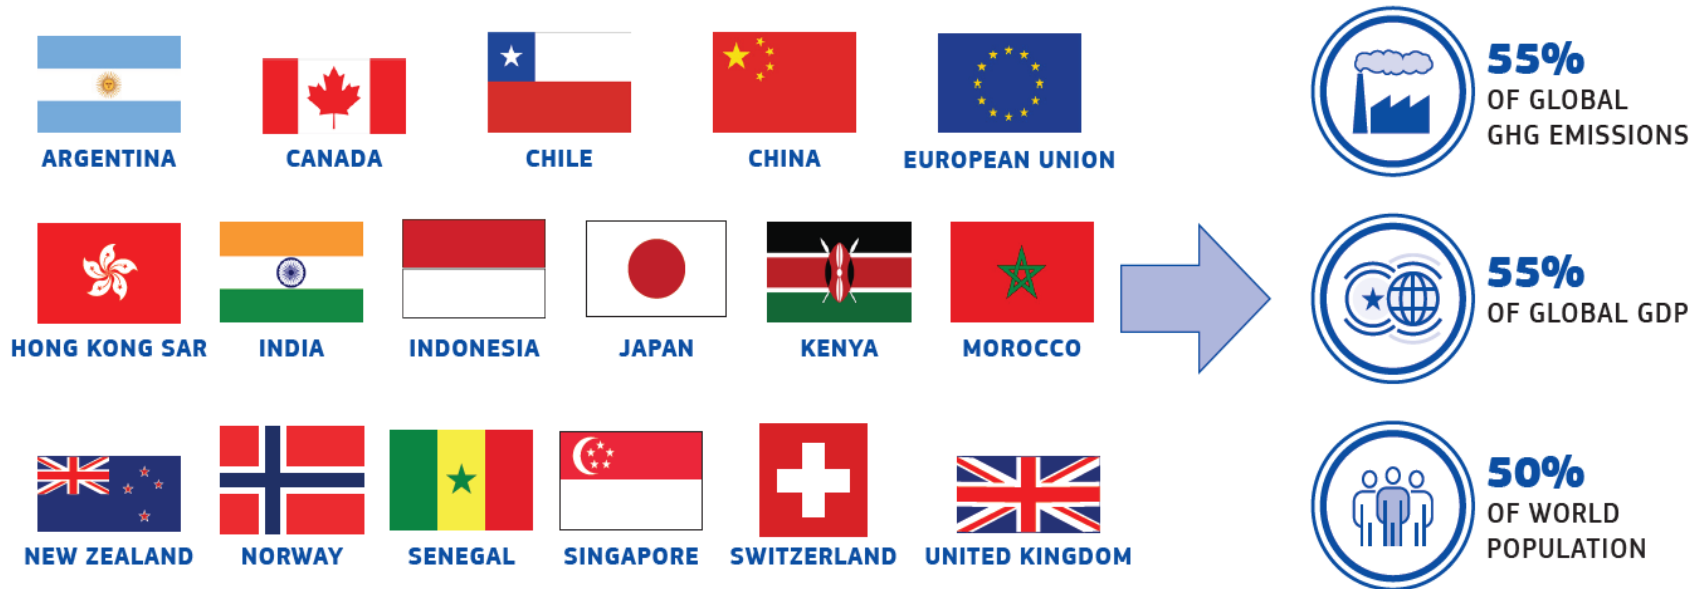 ARGENTINA
CANADA
CHILE
CHINA
EUROPEAN UNION
HONG KONG SAR
INDIA
INDONESIA
JAPAN
KENYA
MOROCCO
NEW ZEALAND
NORWAY
SENEGAL
SINGAPORE
SWITZERLAND
UNITED KINGDOM
55%
OF GLOBAL
GHG EMISSIONS
55%
OF GLOBAL GDP
50%
OF WORLD
POPULATION